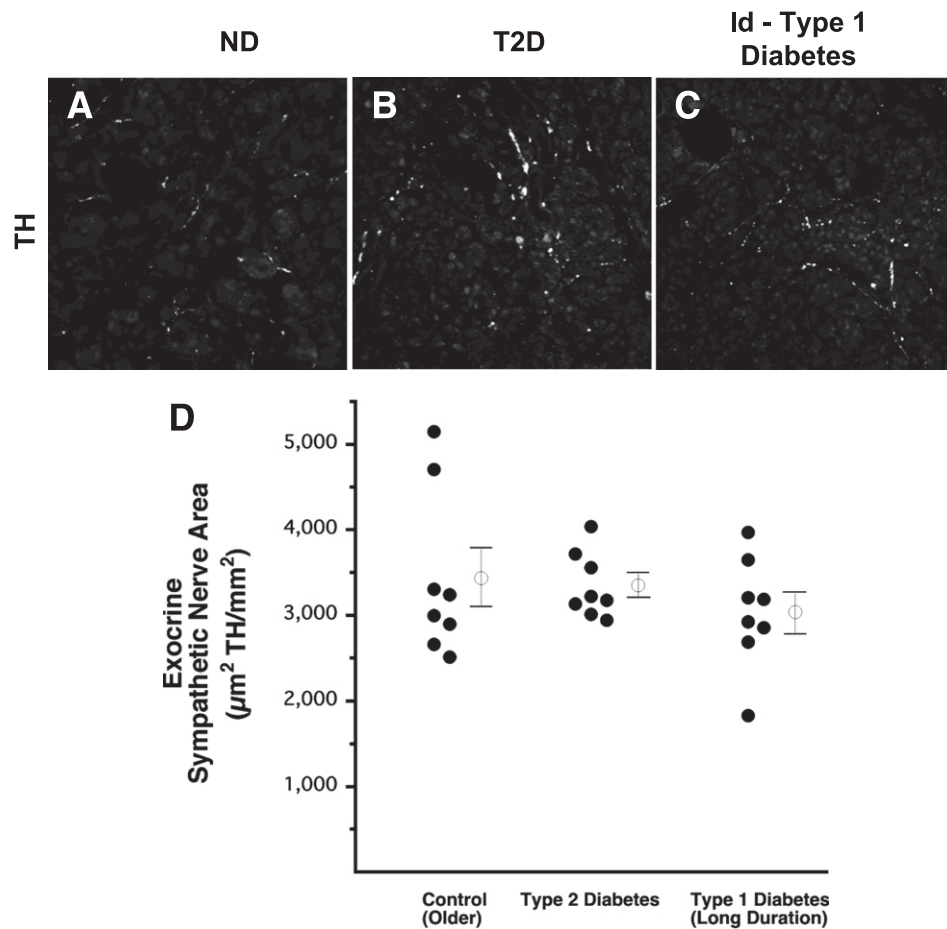 ND
T2D
Id - Type 1
Diabetes
TH
A
B
C
D
Exocrine
Sympathetic Nerve Area
(µm² TH/mm²)
5,000
4,000
3,000
2,000
1,000
Control
(Older)
Type 2 Diabetes
Type 1 Diabetes
(Long Duration)